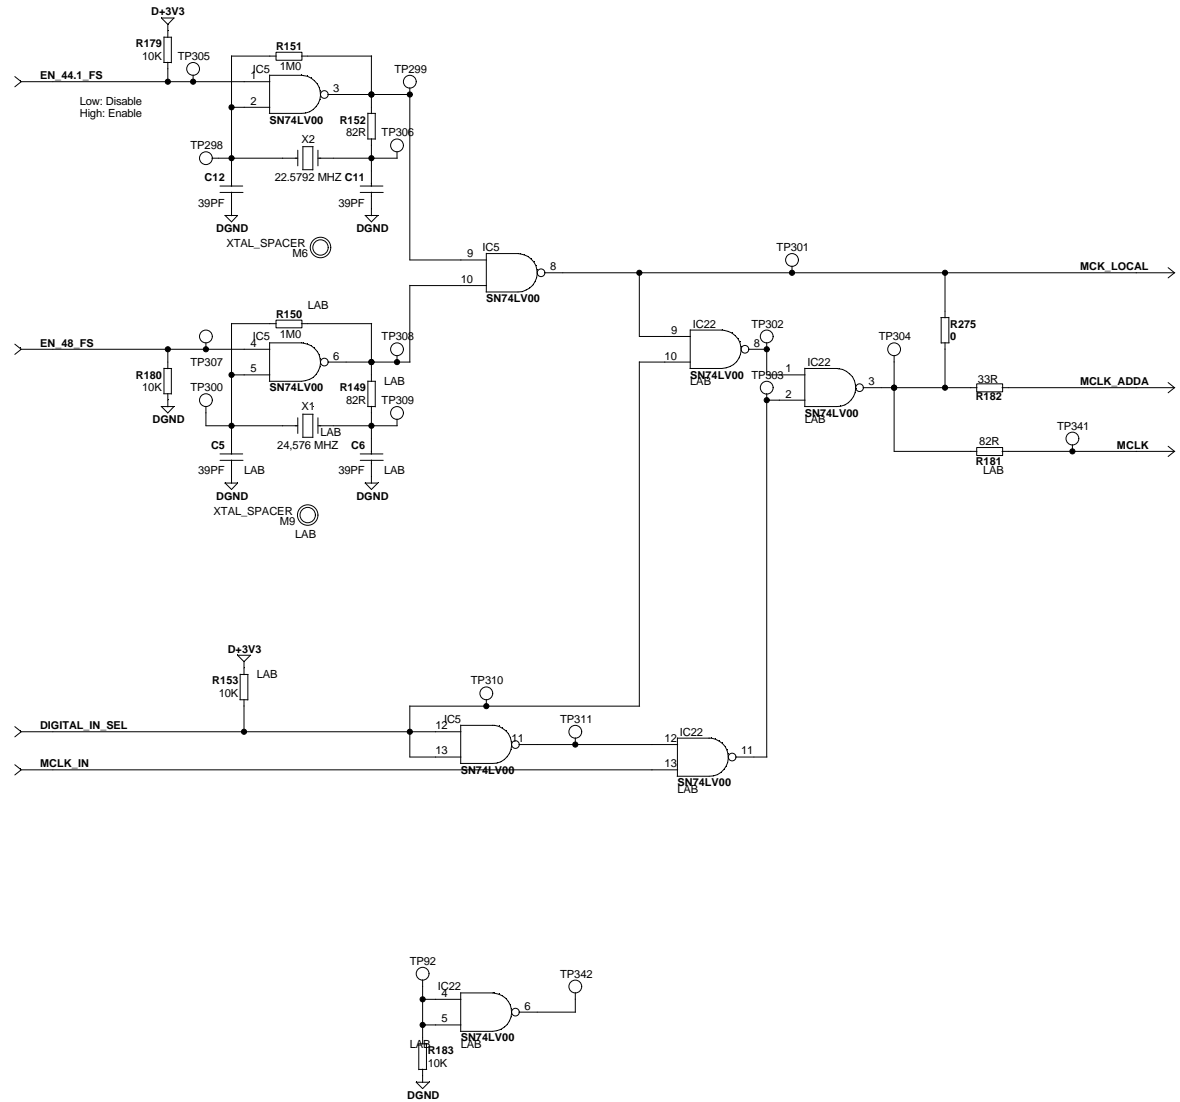 D+3V3
R179
10K
TP305
R151
1M0
TP299
EN_44.1_FS
IC5
1
2
3
Low: Disable
High: Enable
SN74LV00
R152
82R
TP306
X2
TP298
C12
22.5792 MHZ
C11
39PF
39PF
DGND
DGND
XTAL_SPACER
M6
IC5
9
10
8
SN74LV00
TP301
MCK_LOCAL
LAB
R150
1M0
TP308
EN_48_FS
IC5
4
5
6
TP307
R180
10K
TP300
SN74LV00
LAB
R149
82R
TP309
DGND
X1
LAB
C5
24,576 MHZ
C6
39PF
LAB
39PF
LAB
DGND
DGND
XTAL_SPACER
M9
LAB
IC22
9
10
8
SN74LV00
LAB
TP302
TP303
IC22
1
2
3
SN74LV00
LAB
TP304
R275
0
33R
R182
MCLK_ADDA
82R
R181
LAB
TP341
MCLK
D+3V3
R153
10K
LAB
TP310
DIGITAL_IN_SEL
IC5
12
13
11
SN74LV00
TP311
IC22
12
13
11
SN74LV00
LAB
MCLK_IN
TP92
IC22
4
5
6
SN74LV00
LAB
TP342
LAB
R183
10K
DGND